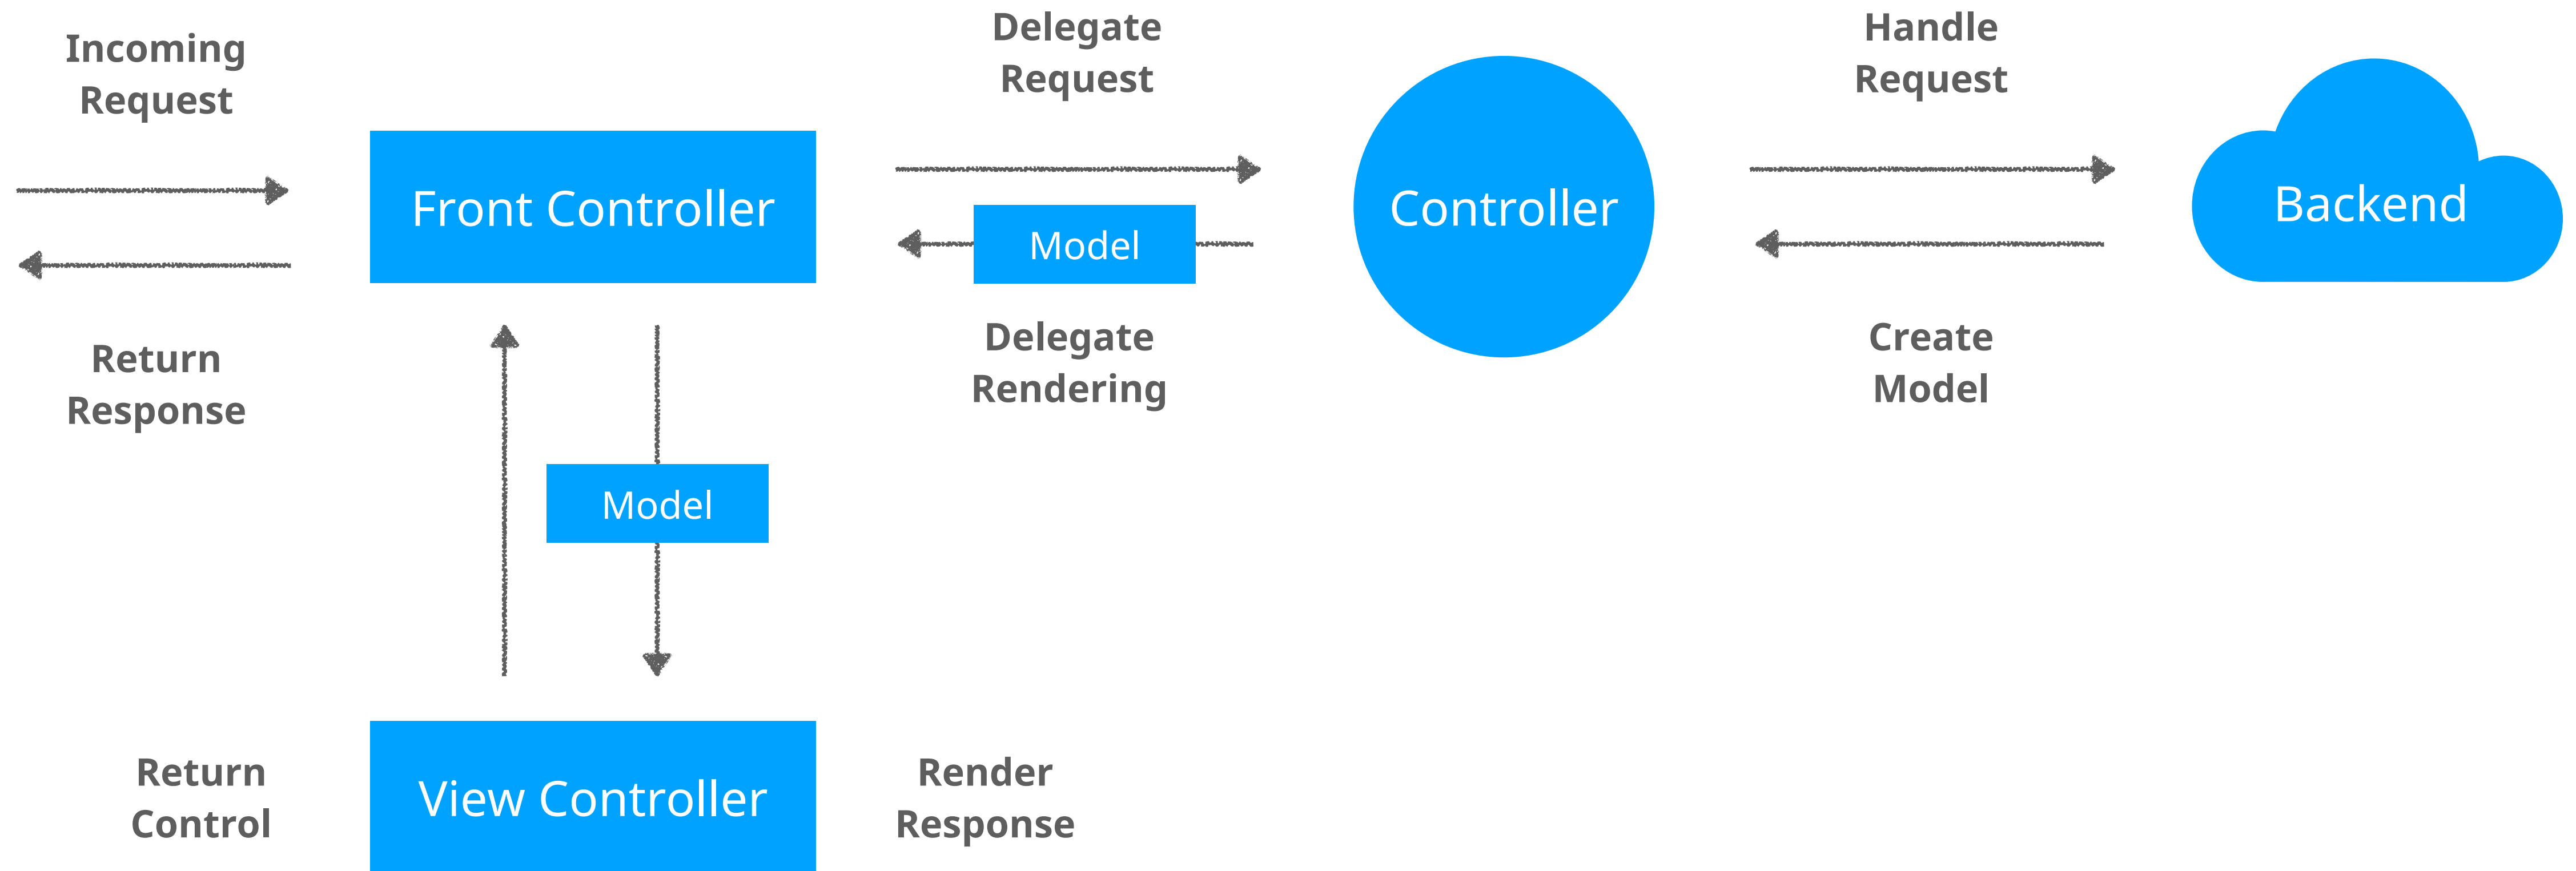 Incoming
Request
Return
Response
Front Controller
Delegate
Request
Model
Delegate
Rendering
Controller
Handle
Request
Create
Model
Backend
Model
Return
Control
View Controller
Render
Response